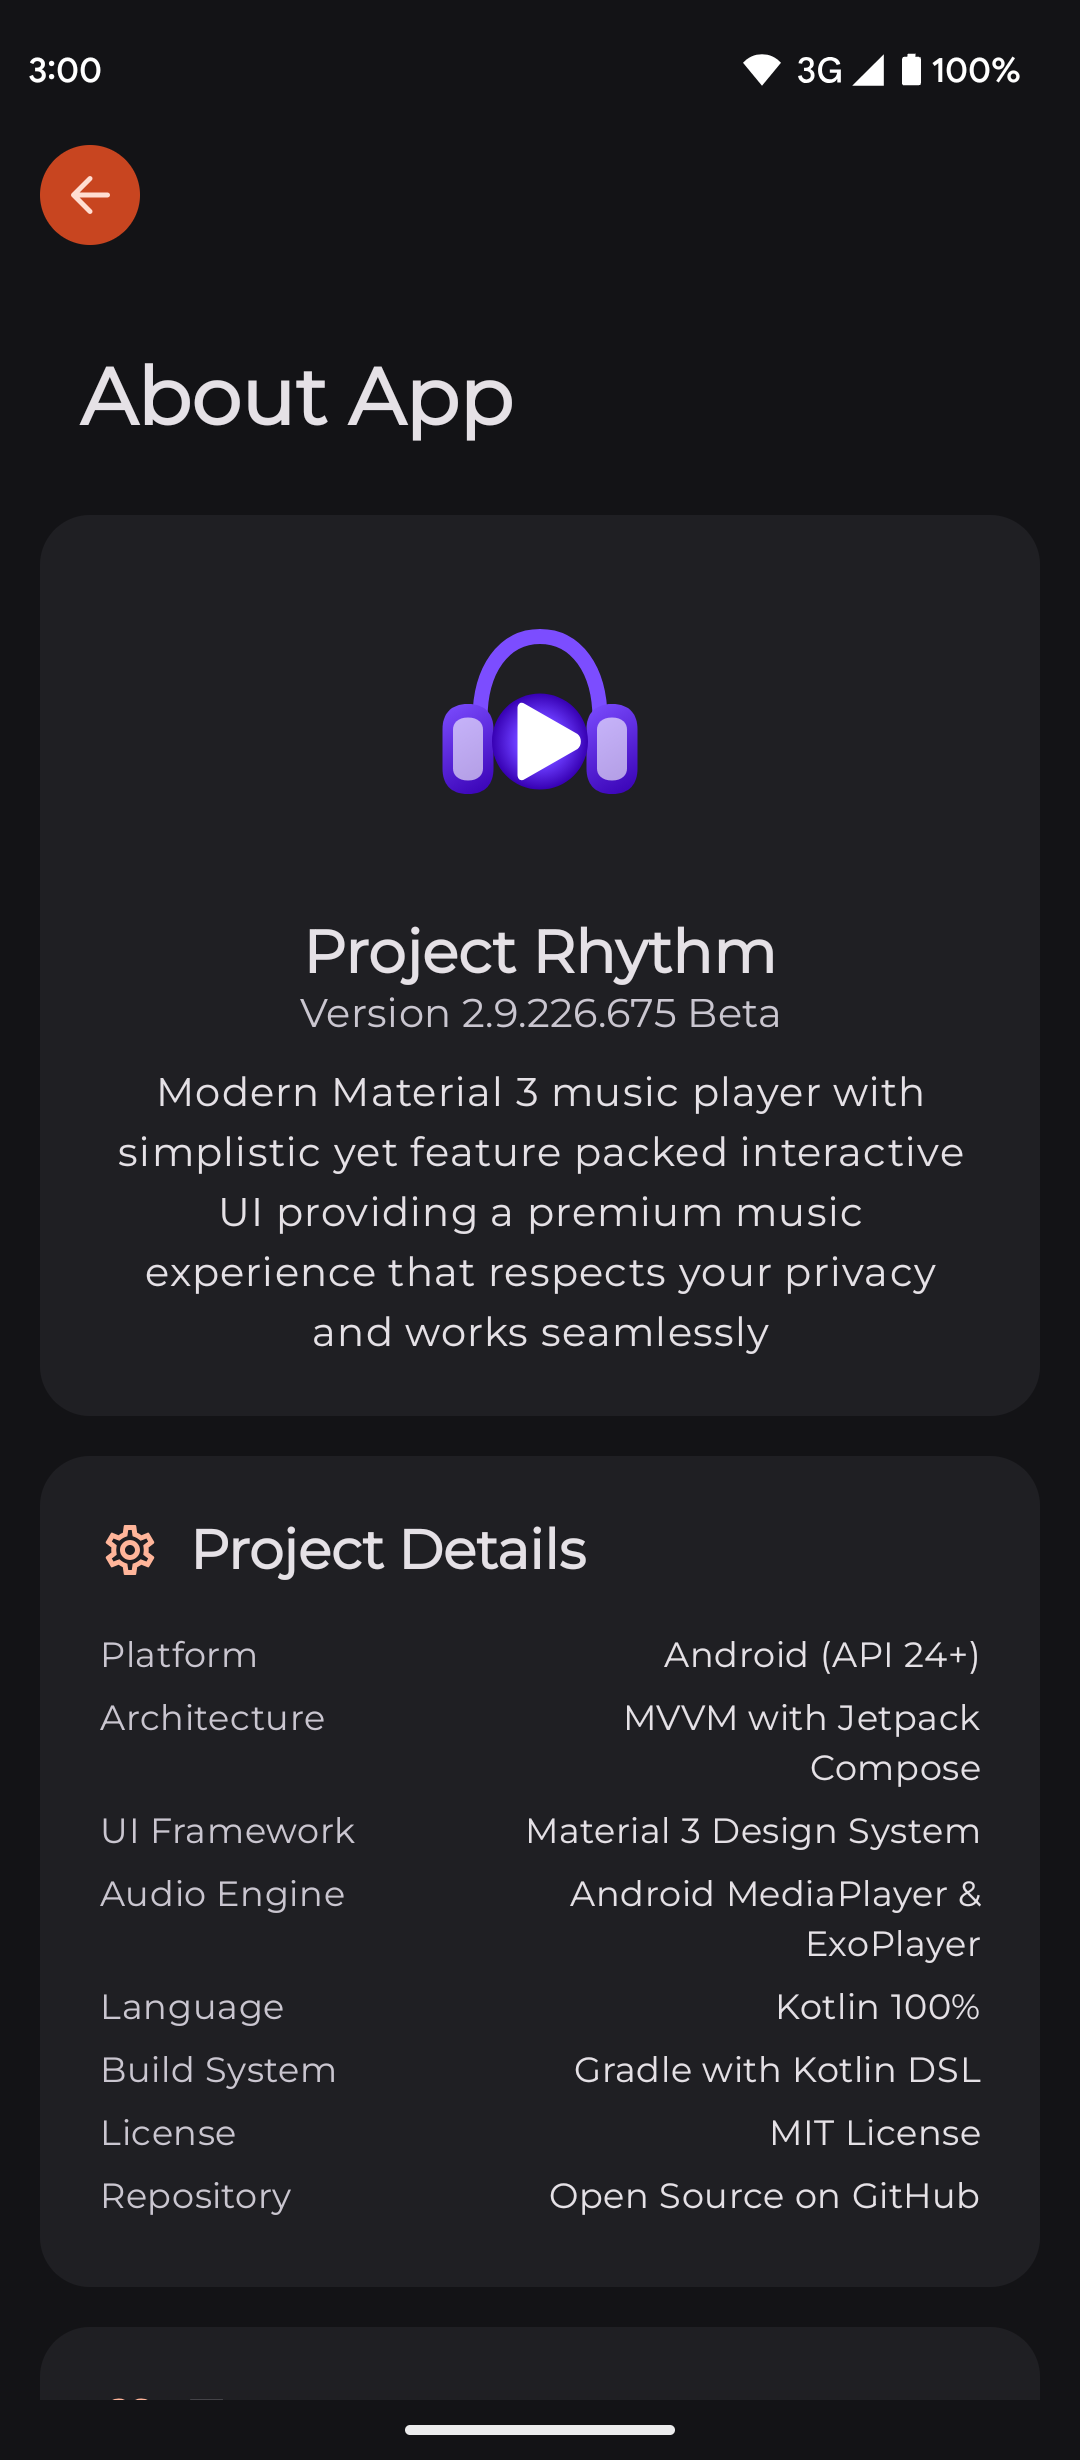 3:00
3G 100%
About App
Project Rhythm
Version 2.9.226.675 Beta
Modern Material 3 music player with
simplistic yet feature packed interactive
UI providing a premium music
experience that respects your privacy
and works seamlessly
Project Details
Platform Android (API 24+)
Architecture MVVM with Jetpack
Compose
UI Framework Material 3 Design System
Audio Engine Android MediaPlayer &
ExoPlayer
Language Kotlin 100%
Build System Gradle with Kotlin DSL
License MIT License
Repository Open Source on GitHub